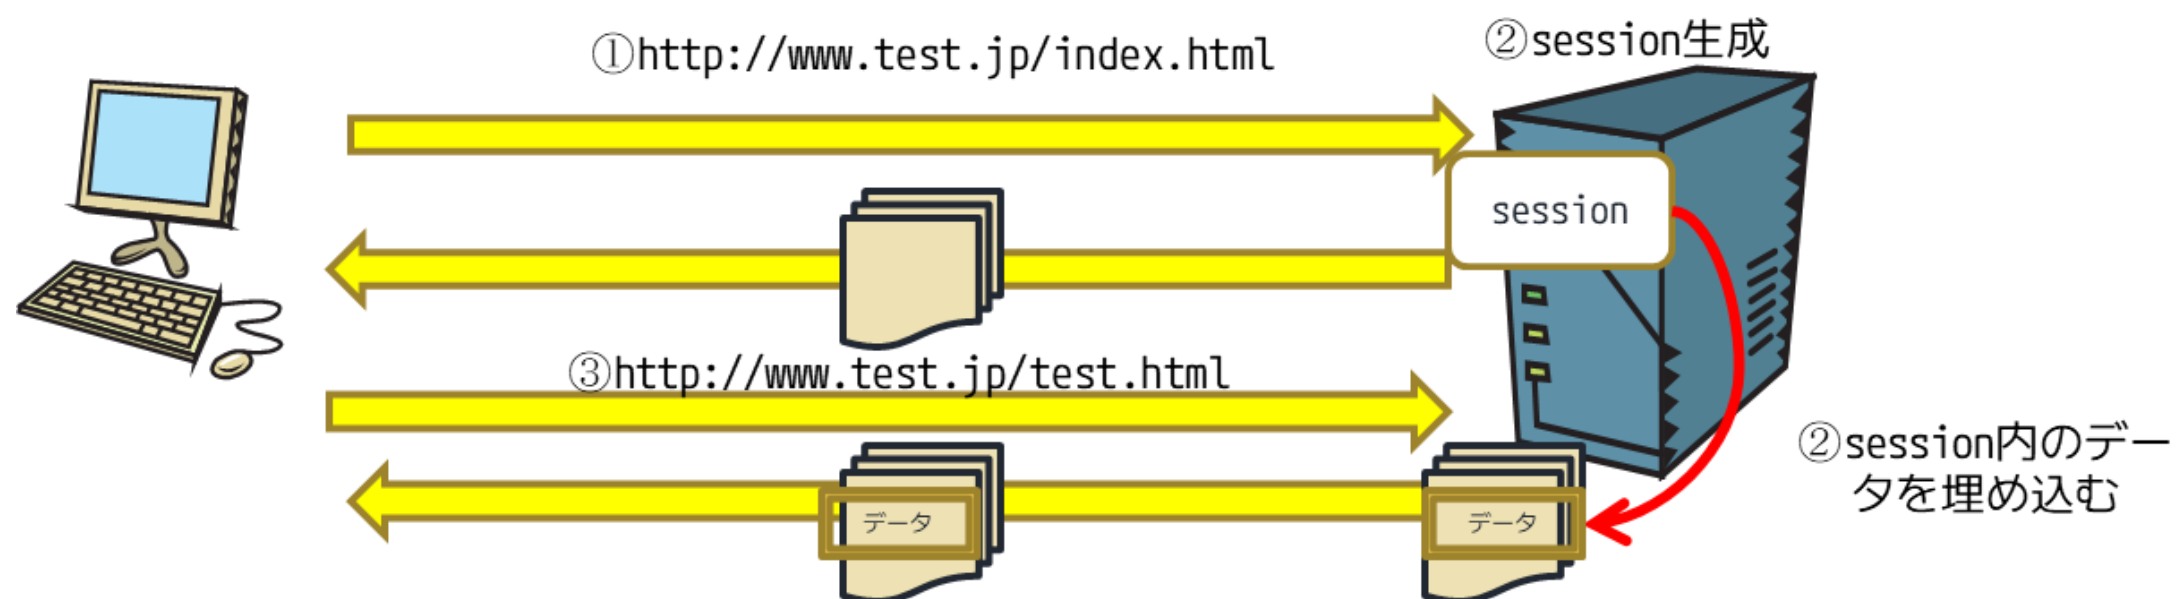 ①http://www.test.jp/index.html
②session生成
session
③http://www.test.jp/test.html
②session内のデー
タを埋め込む
データ
データ